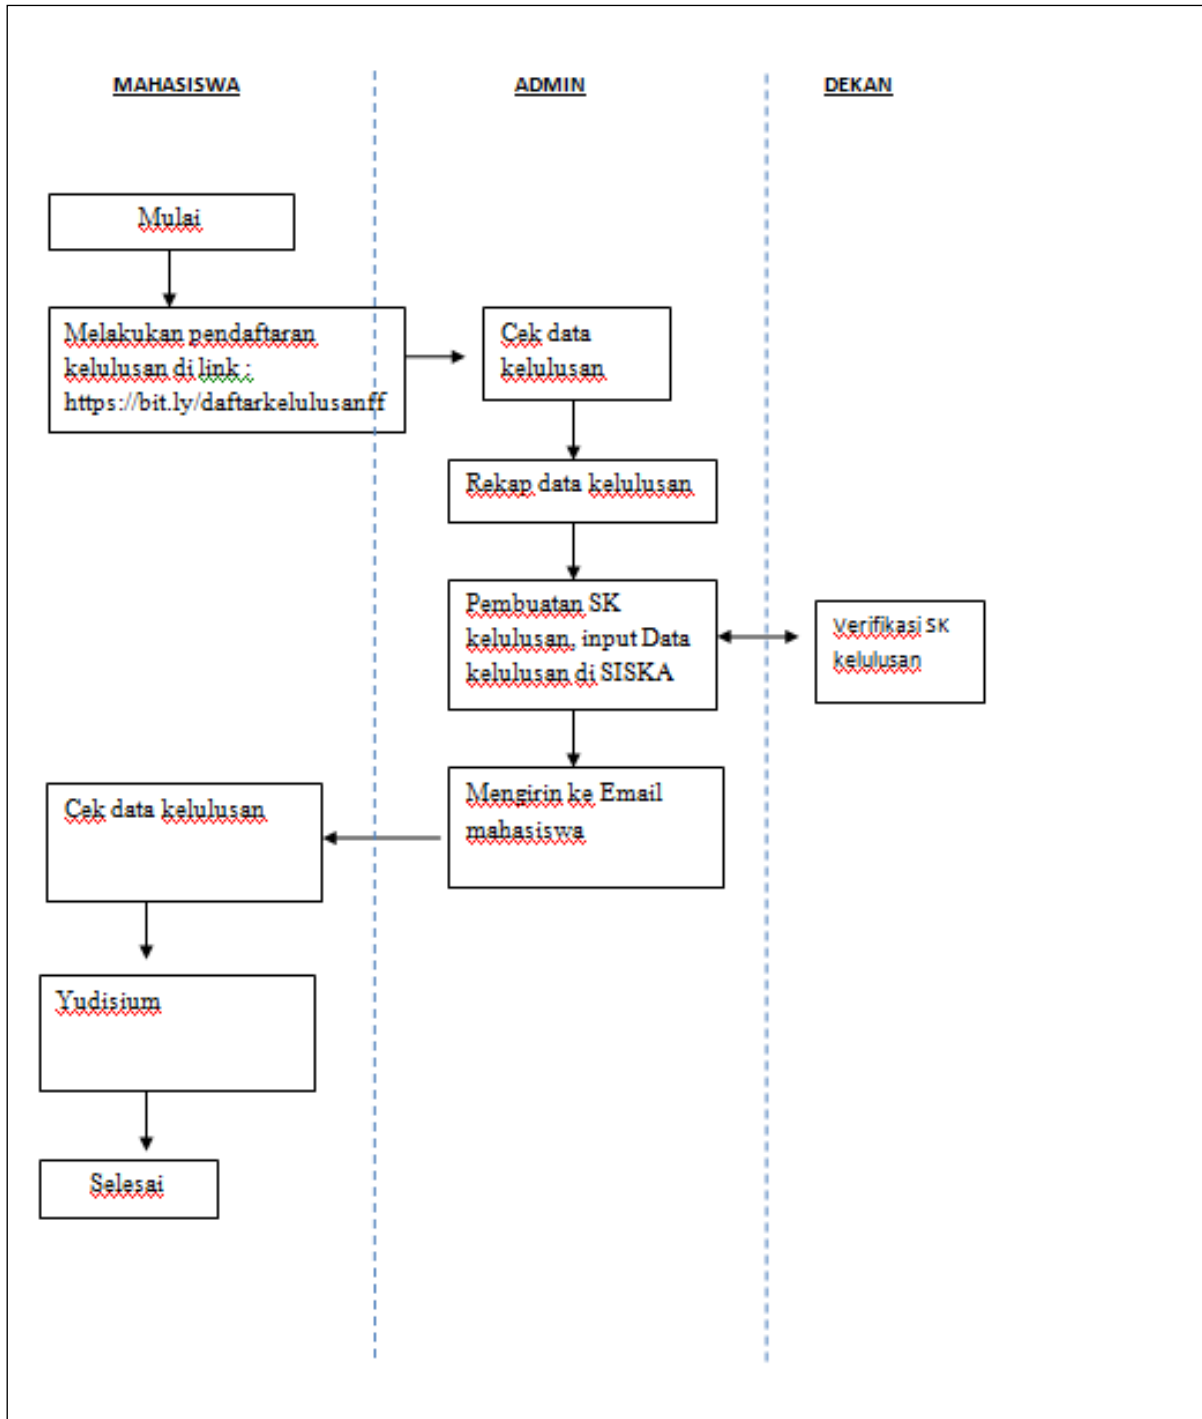 MAHASISWA
ADMIN
DEKAN
Mulai
Melakukan pendaftaran
kelulusan di link :
https://bit.ly/daftarkelulusanff
Cek data
kelulusan
Rekap data kelulusan
Pembuatan SK
kelulusan, input Data
kelulusan di SISKA
Verifikasi SK
kelulusan
Mengirin ke Email
mahasiswa
Cek data kelulusan
Yudisium
Selesai